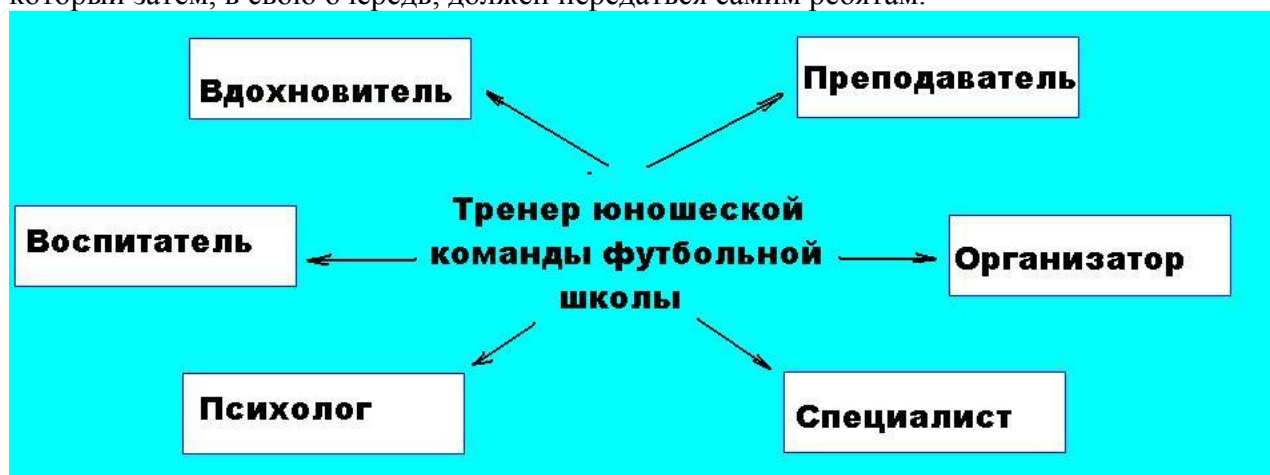 который затем, в свою очередь, должен передаться самим ребятам.
Вдохновитель
Преподаватель
Воспитатель
Тренер юношеской
команды футбольной
школы
Организатор
Психолог
Специалист